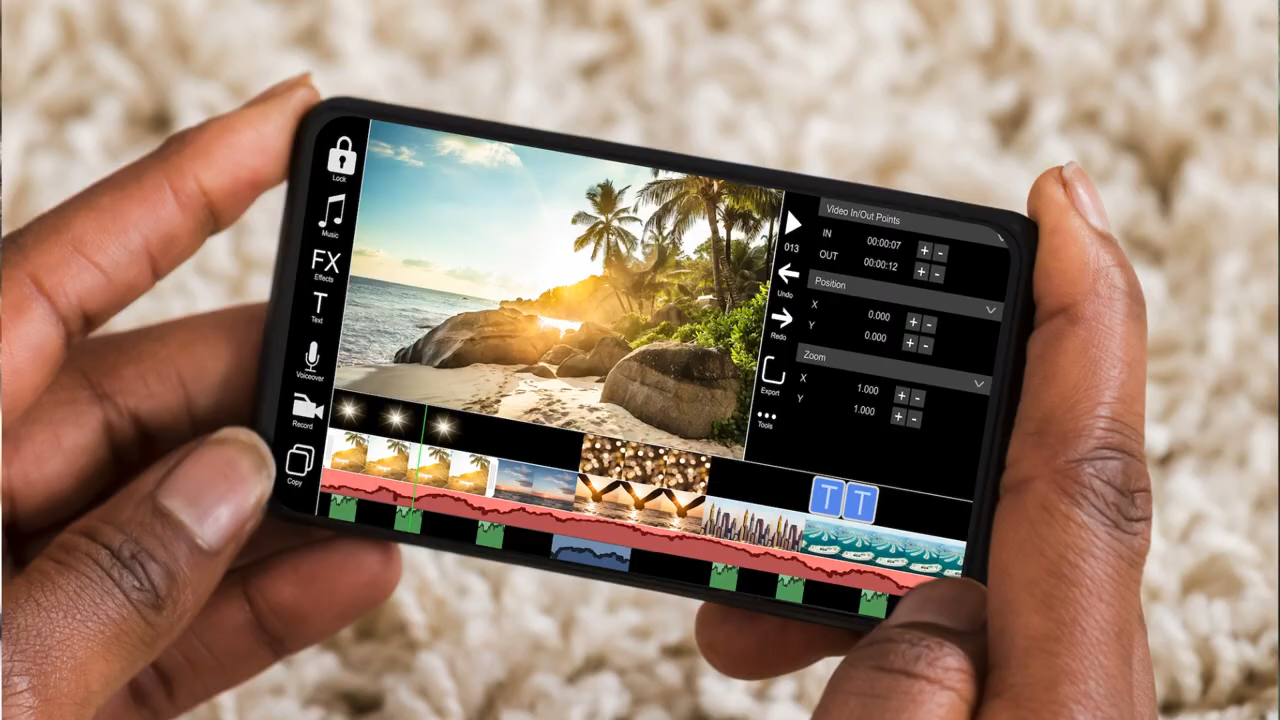 Lock
Music
FX
Effects
T
Text
Voiceover
Record
Copy
013
Undo
Redo
Export
Tools
Video In/Out Points
IN 00:00:07 + -
OUT 00:00:12 + -
Position
X 0.000 + -
Y 0.000 + -
Zoom
X 1.000 + -
Y 1.000 + -
T T